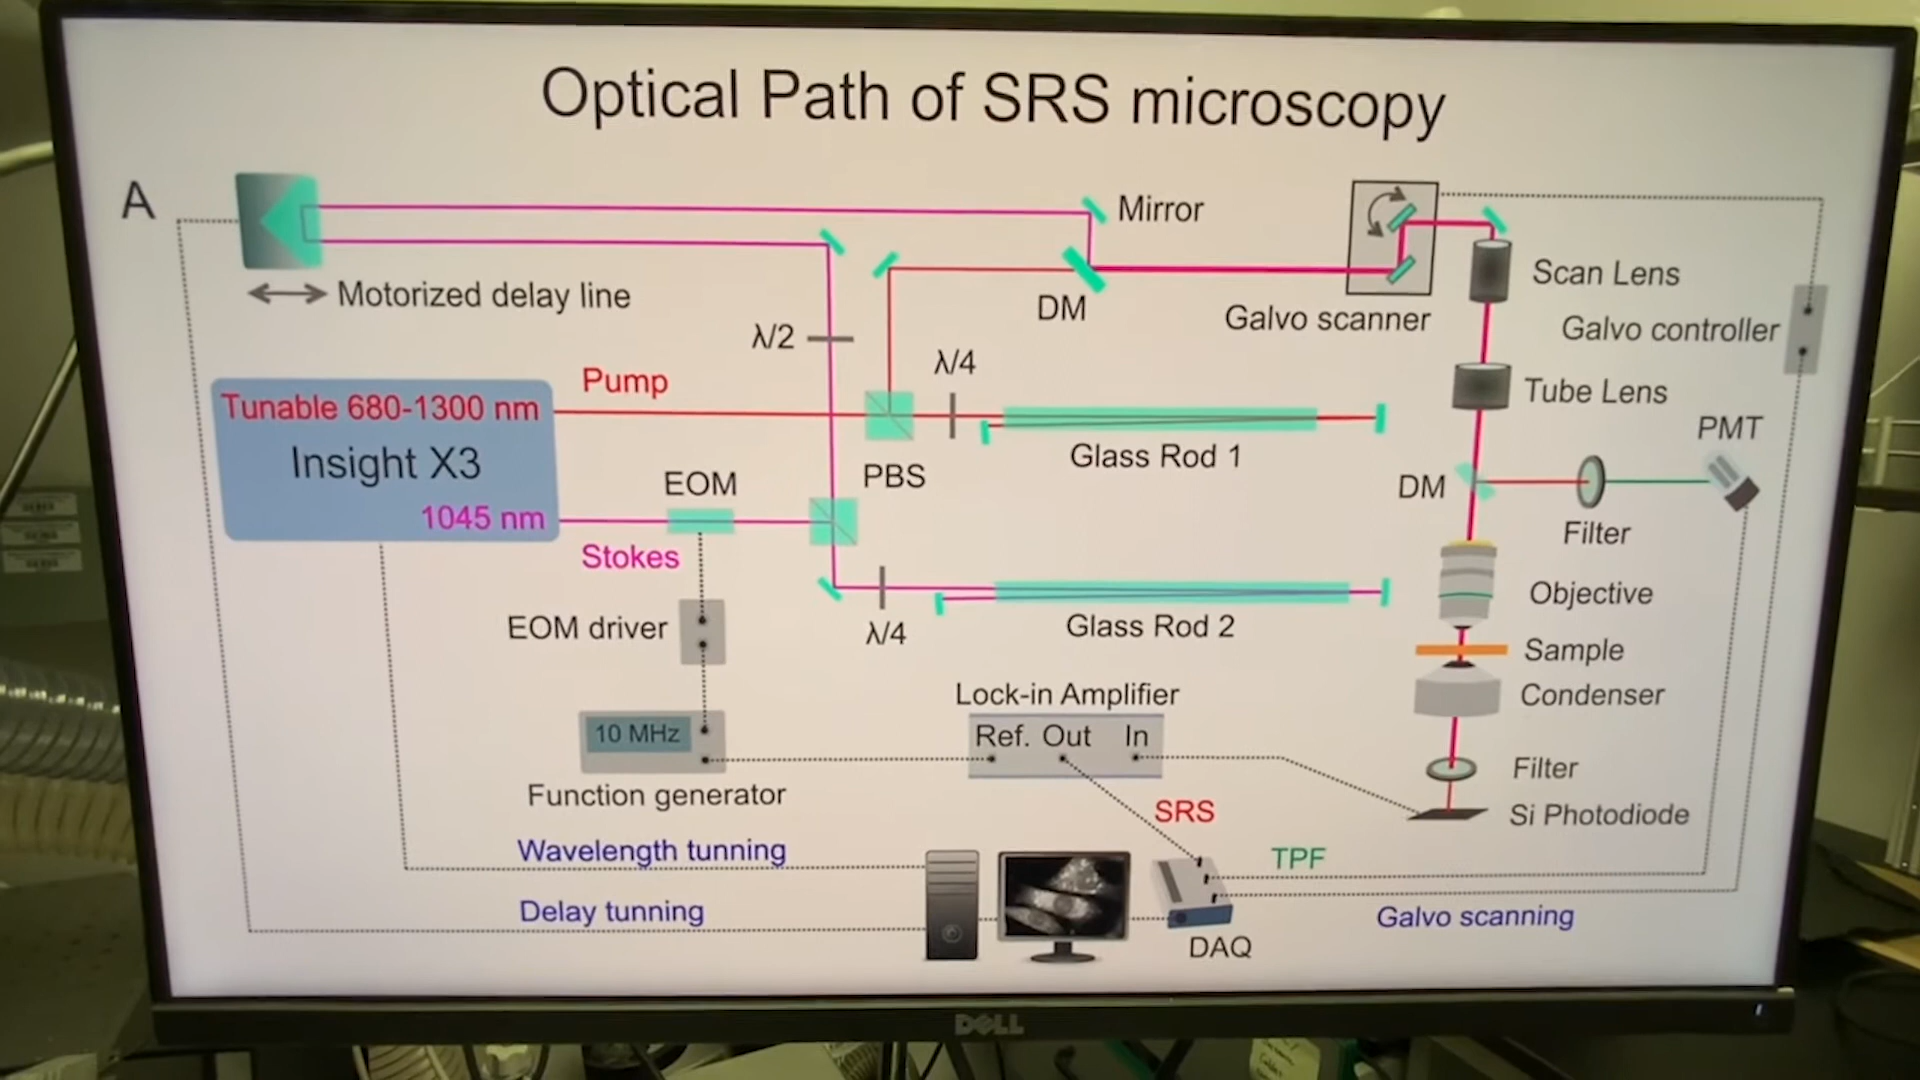 Optical Path of SRS microscopy
A
Mirror
Motorized delay line
DM
Galvo scanner
Scan Lens
Galvo controller
λ/2
λ/4
Pump
Tunable 680-1300 nm
Insight X3
1045 nm
Tube Lens
PMT
Glass Rod 1
PBS
EOM
DM
Filter
Stokes
Objective
EOM driver
λ/4
Glass Rod 2
Sample
Condenser
Lock-in Amplifier
Ref. Out In
10 MHz
Function generator
Filter
Si Photodiode
SRS
Wavelength tunning
TPF
Delay tunning
Galvo scanning
DAQ
DELL